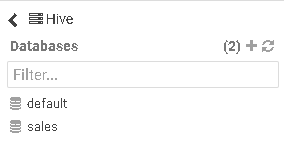 Hive
Databases (2)
Filter...
default
sales